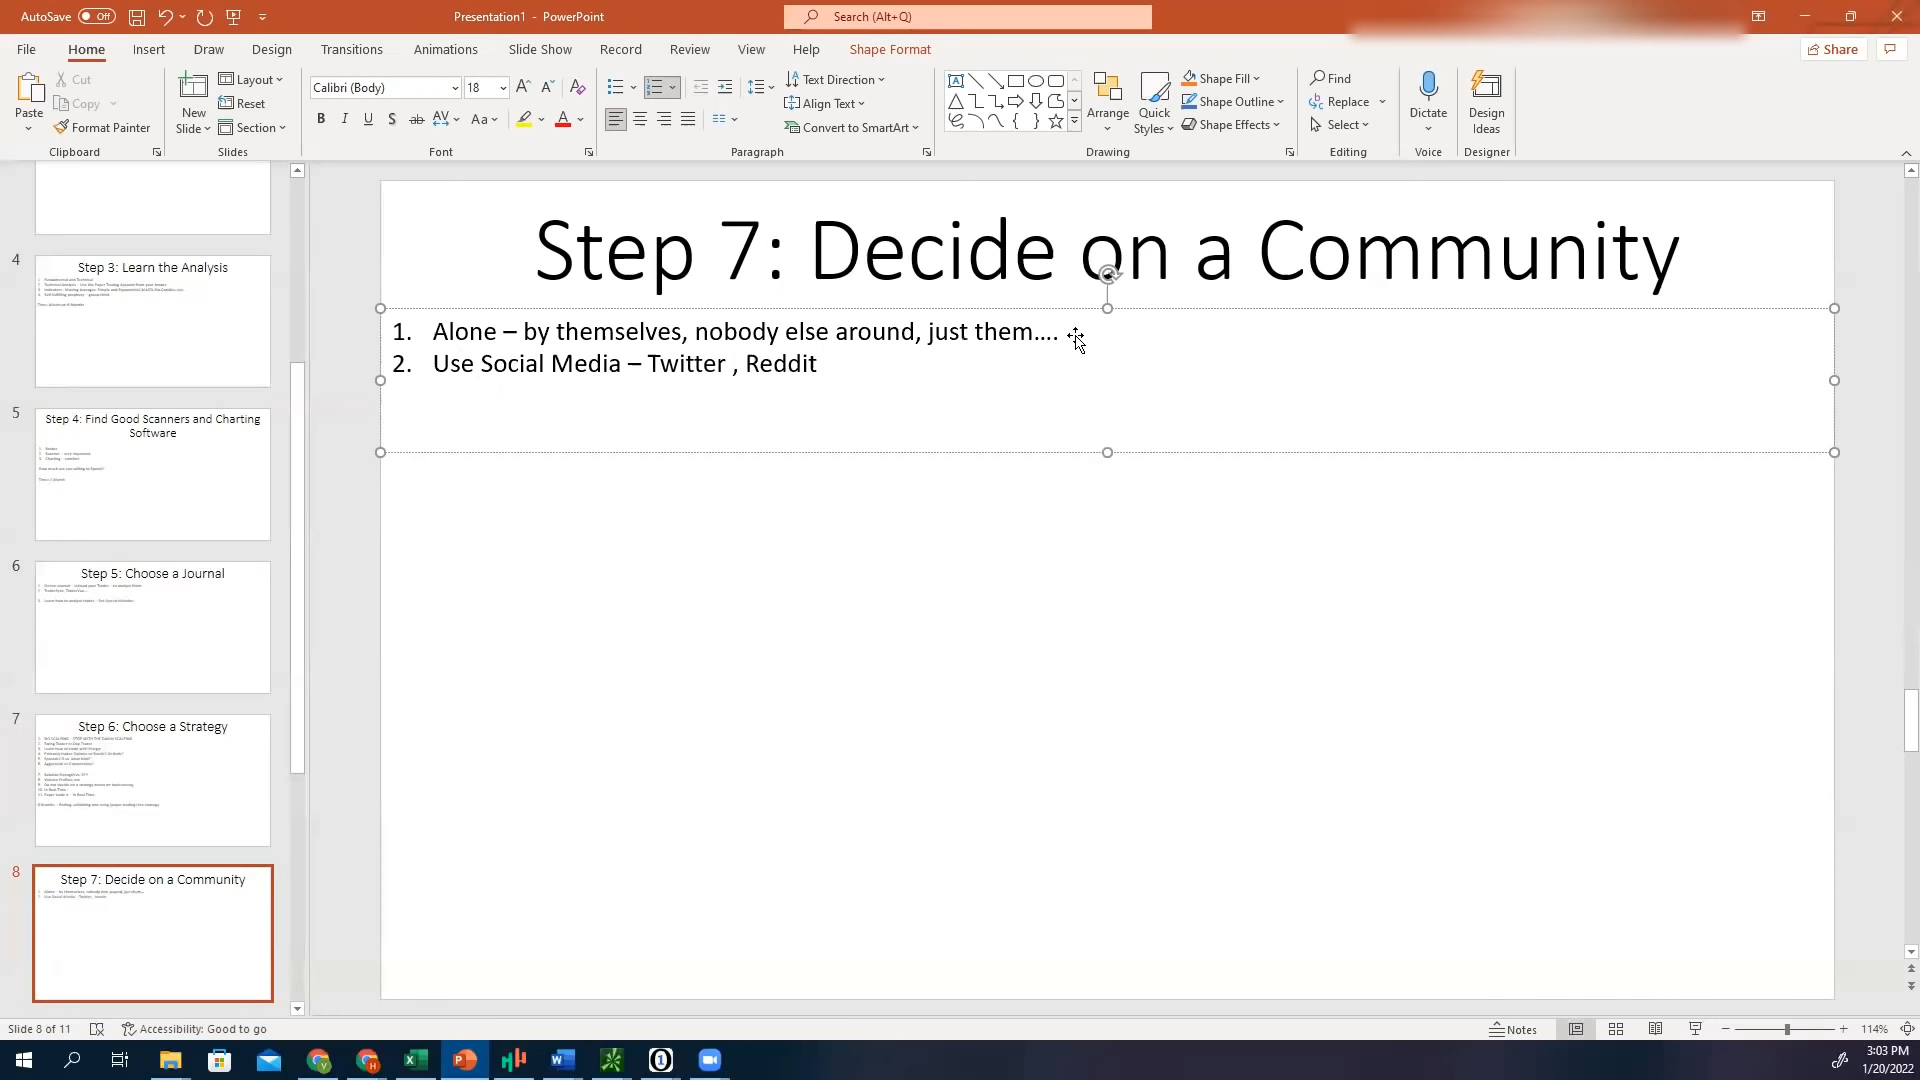 AutoSave Off Presentation1 - PowerPoint Search (Alt+Q)
File Home Insert Draw Design Transitions Animations Slide Show Record Review View Help Shape Format Share
Paste Cut Copy Format Painter
Clipboard
New Slide Layout Reset Section
Slides
Calibri (Body) 18
Font
Text Direction Align Text Convert to SmartArt
Paragraph
Arrange Quick Styles Shape Fill Shape Outline Shape Effects
Drawing
Find Replace Select
Editing
Dictate
Voice
Design Ideas
Designer
4
Step 3: Learn the Analysis
5
Step 4: Find Good Scanners and Charting
Software
6
Step 5: Choose a Journal
7
Step 6: Choose a Strategy
8
Step 7: Decide on a Community
Step 7: Decide on a Community
1. Alone – by themselves, nobody else around, just them....
2. Use Social Media – Twitter , Reddit
Slide 8 of 11 Accessibility: Good to go Notes 114%
3:03 PM
1/20/2022